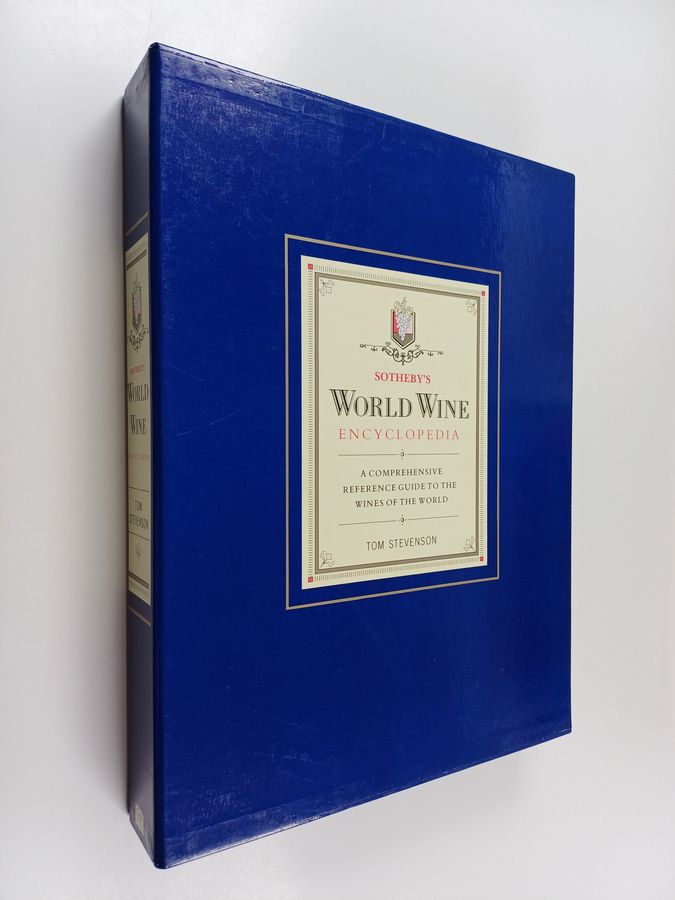 SOTHEBY'S
WORLD WINE
ENCYCLOPEDIA
A COMPREHENSIVE
REFERENCE GUIDE TO THE
WINES OF THE WORLD
TOM STEVENSON
SOTHEBY'S
WORLD
WINE
ENCYCLOPEDIA
TOM
STEVENSON